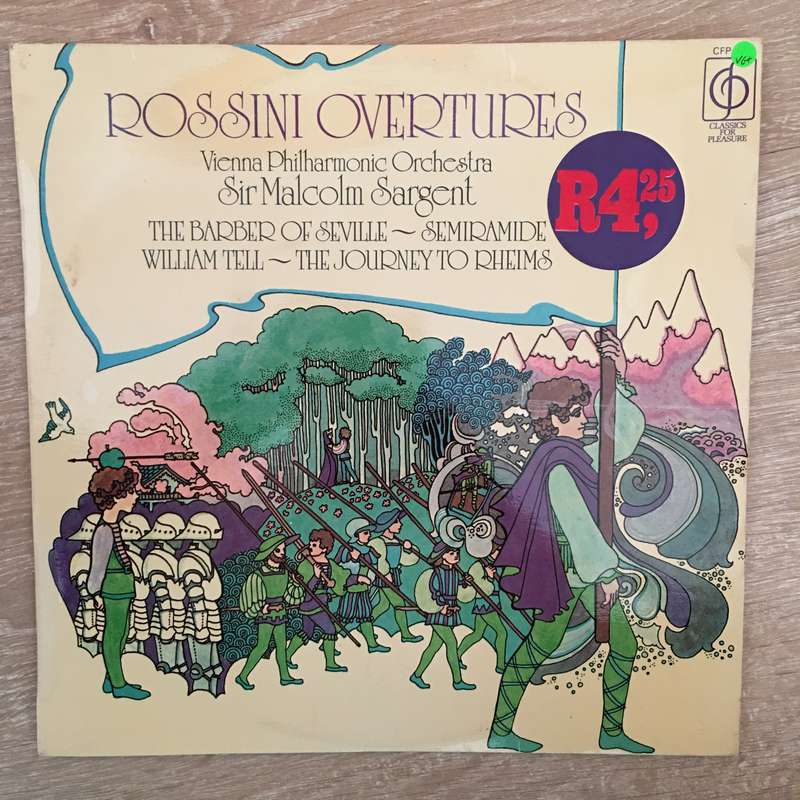 CFP
VG+
CLASSICS
FOR
PLEASURE
ROSSINI OVERTURES
Vienna Philharmonic Orchestra
Sir Malcolm Sargent
R4,25
THE BARBER OF SEVILLE ~ SEMIRAMIDE
WILLIAM TELL ~ THE JOURNEY TO RHEIMS